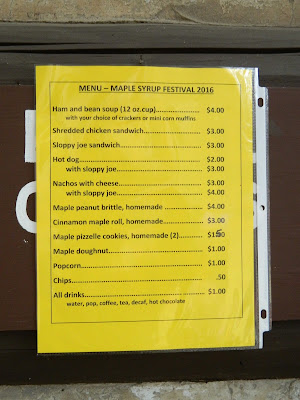 MENU – MAPLE SYRUP FESTIVAL 2016
Ham and bean soup (12 oz.cup)................... $4.00
with your choice of crackers or mini corn muffins
Shredded chicken sandwich........................ $3.00
Sloppy joe sandwich................................... $3.00
Hot dog..................................................... $2.00
with sloppy joe.................................... $3.00
Nachos with cheese................................... $3.00
with sloppy joe.................................... $4.00
Maple peanut brittle, homemade ............... $4.00
Cinnamon maple roll, homemade............... $3.00
Maple pizzelle cookies, homemade (2).......... $1.50
Maple doughnut........................................ $1.00
Popcorn.................................................... $1.00
Chips........................................................ .50
All drinks.................................................. $1.00
water, pop, coffee, tea, decaf, hot chocolate